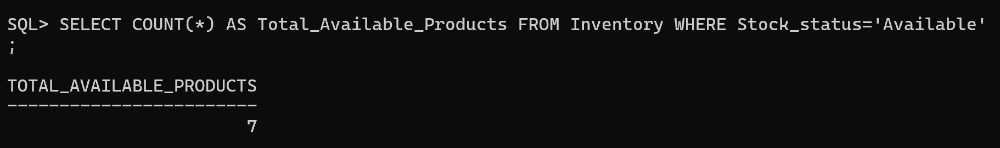 SQL> SELECT COUNT(*) AS Total_Available_Products FROM Inventory WHERE Stock_status='Available'
;
TOTAL_AVAILABLE_PRODUCTS
------------------------
7